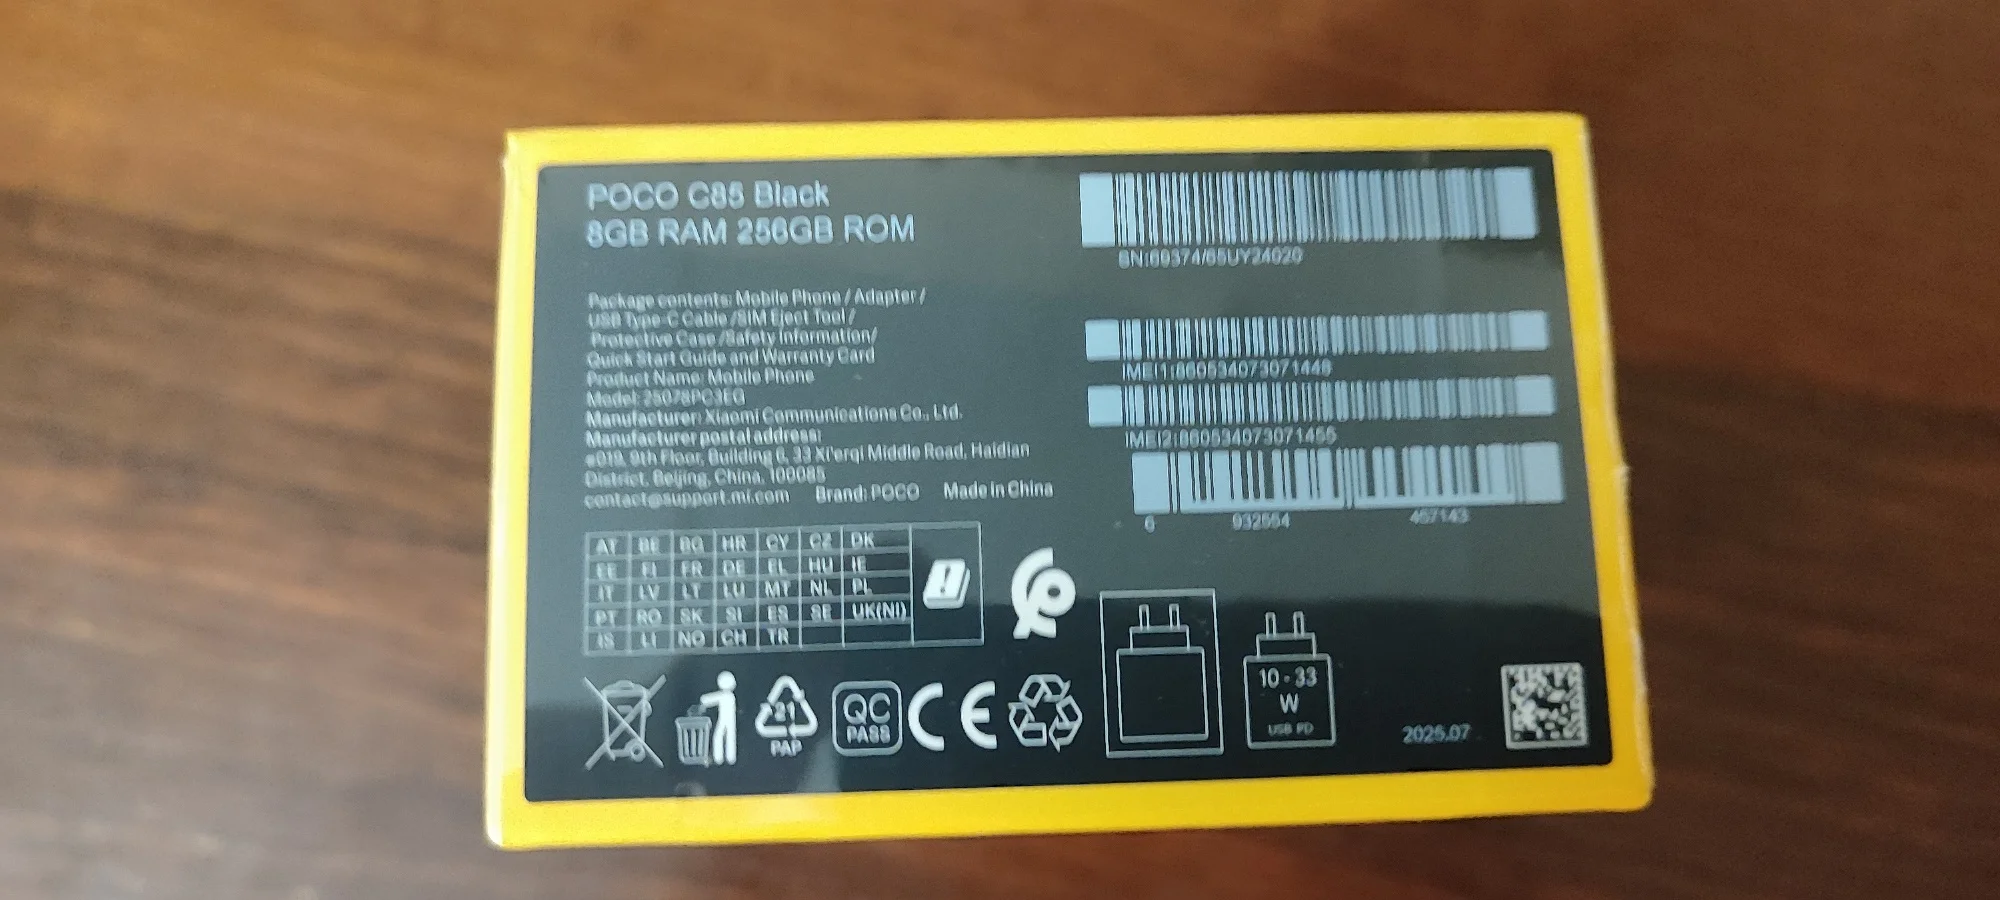 POCO C85 Black
8GB RAM 256GB ROM
Package contents: Mobile Phone / Adapter /
USB Type-C Cable /SIM Eject Tool /
Protective Case /Safety Information/
Quick Start Guide and Warranty Card
Product Name: Mobile Phone
Model: 25078PC3EG
Manufacturer: Xiaomi Communications Co., Ltd.
Manufacturer postal address:
#019, 9th Floor, Building 6, 33 Xi'erqi Middle Road, Haidian
District, Beijing, China, 100085
contact@support.mi.com Brand: POCO Made in China
AT BE BG HR CY CZ DK
EE FI FR DE EL HU IE
IT LV LT LU MT NL PL
PT RO SK SI ES SE UK(NI)
IS LI NO CH TR
21
PAP
QC
PASS
CE
SN:69374/65UY24020
IMEI1:860534073071448
IMEI2:860534073071455
6 932554 457143
10 - 33
W
USB PD
2025.07